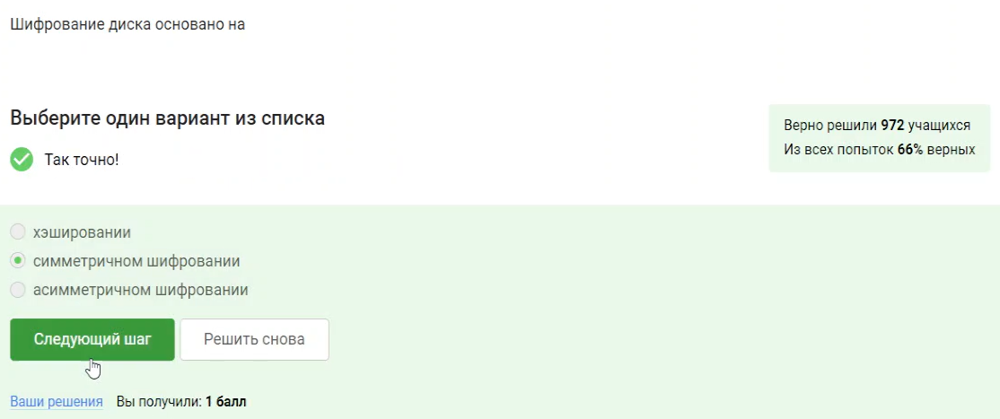 Шифрование диска основано на
Выберите один вариант из списка
Верно решили 972 учащихся
Из всех попыток 66% верных
Так точно!
хэшировании
симметричном шифровании
асимметричном шифровании
Следующий шаг
Решить снова
Ваши решения Вы получили: 1 балл